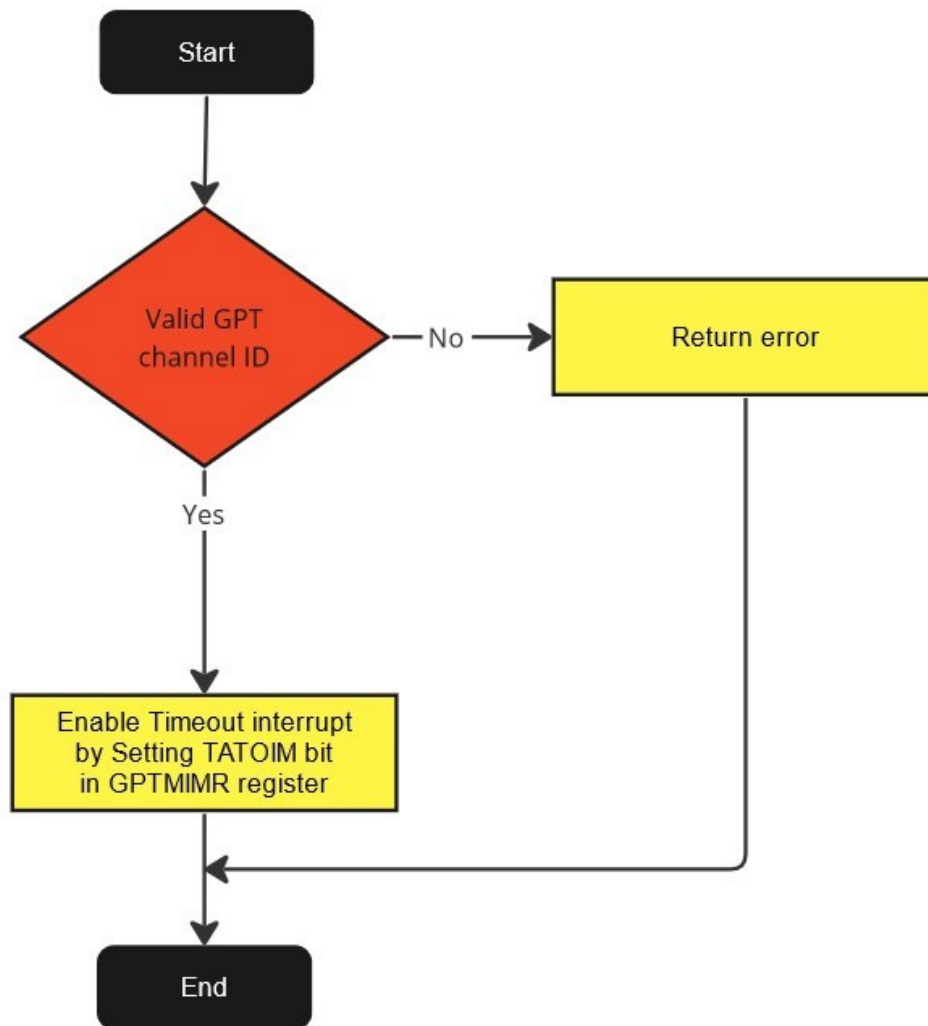 Start
Valid GPT
channel ID
No
Return error
Yes
Enable Timeout interrupt
by Setting TATOIM bit
in GPTMIMR register
End